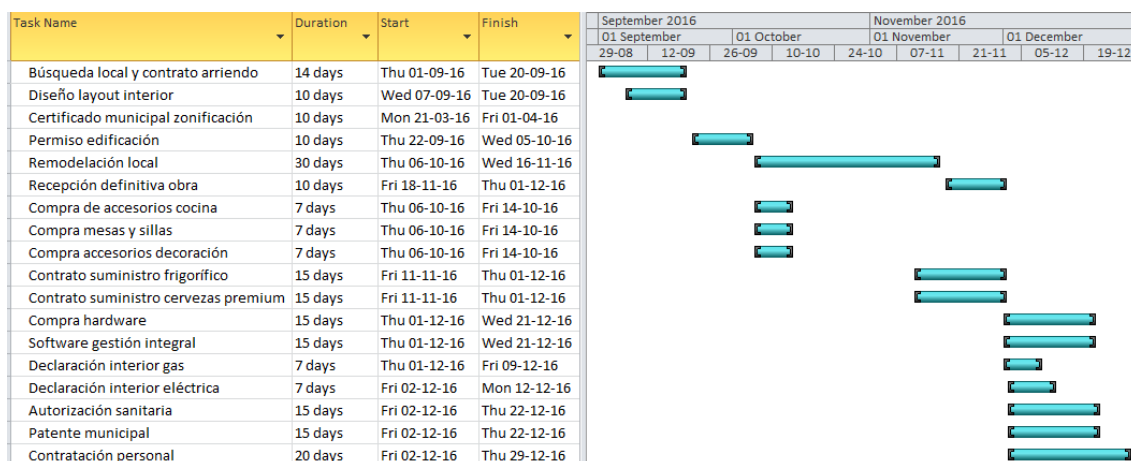 Task Name Duration Start Finish
September 2016 November 2016
01 September 01 October 01 November 01 December
29-08 12-09 26-09 10-10 24-10 07-11 21-11 05-12 19-12
Búsqueda local y contrato arriendo 14 days Thu 01-09-16 Tue 20-09-16
Diseño layout interior 10 days Wed 07-09-16 Tue 20-09-16
Certificado municipal zonificación 10 days Mon 21-03-16 Fri 01-04-16
Permiso edificación 10 days Thu 22-09-16 Wed 05-10-16
Remodelación local 30 days Thu 06-10-16 Wed 16-11-16
Recepción definitiva obra 10 days Fri 18-11-16 Thu 01-12-16
Compra de accesorios cocina 7 days Thu 06-10-16 Fri 14-10-16
Compra mesas y sillas 7 days Thu 06-10-16 Fri 14-10-16
Compra accesorios decoración 7 days Thu 06-10-16 Fri 14-10-16
Contrato suministro frigorífico 15 days Fri 11-11-16 Thu 01-12-16
Contrato suministro cervezas premium 15 days Fri 11-11-16 Thu 01-12-16
Compra hardware 15 days Thu 01-12-16 Wed 21-12-16
Software gestión integral 15 days Thu 01-12-16 Wed 21-12-16
Declaración interior gas 7 days Thu 01-12-16 Fri 09-12-16
Declaración interior eléctrica 7 days Fri 02-12-16 Mon 12-12-16
Autorización sanitaria 15 days Fri 02-12-16 Thu 22-12-16
Patente municipal 15 days Fri 02-12-16 Thu 22-12-16
Contratación personal 20 days Fri 02-12-16 Thu 29-12-16